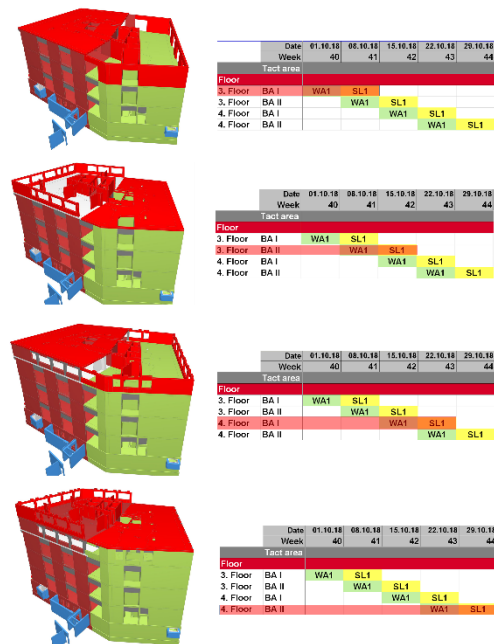 Date 01.10.18 08.10.18 15.10.18 22.10.18 29.10.18
Week 40 41 42 43 44
Tact area
Floor
3. Floor BA I WA1 SL1
3. Floor BA II WA1 SL1
4. Floor BA I WA1 SL1
4. Floor BA II WA1 SL1
Date 01.10.18 08.10.18 15.10.18 22.10.18 29.10.18
Week 40 41 42 43 44
Tact area
Floor
3. Floor BA I WA1 SL1
3. Floor BA II WA1 SL1
4. Floor BA I WA1 SL1
4. Floor BA II WA1 SL1
Date 01.10.18 08.10.18 15.10.18 22.10.18 29.10.18
Week 40 41 42 43 44
Tact area
Floor
3. Floor BA I WA1 SL1
3. Floor BA II WA1 SL1
4. Floor BA I WA1 SL1
4. Floor BA II WA1 SL1
Date 01.10.18 08.10.18 15.10.18 22.10.18 29.10.18
Week 40 41 42 43 44
Tact area
Floor
3. Floor BA I WA1 SL1
3. Floor BA II WA1 SL1
4. Floor BA I WA1 SL1
4. Floor BA II WA1 SL1